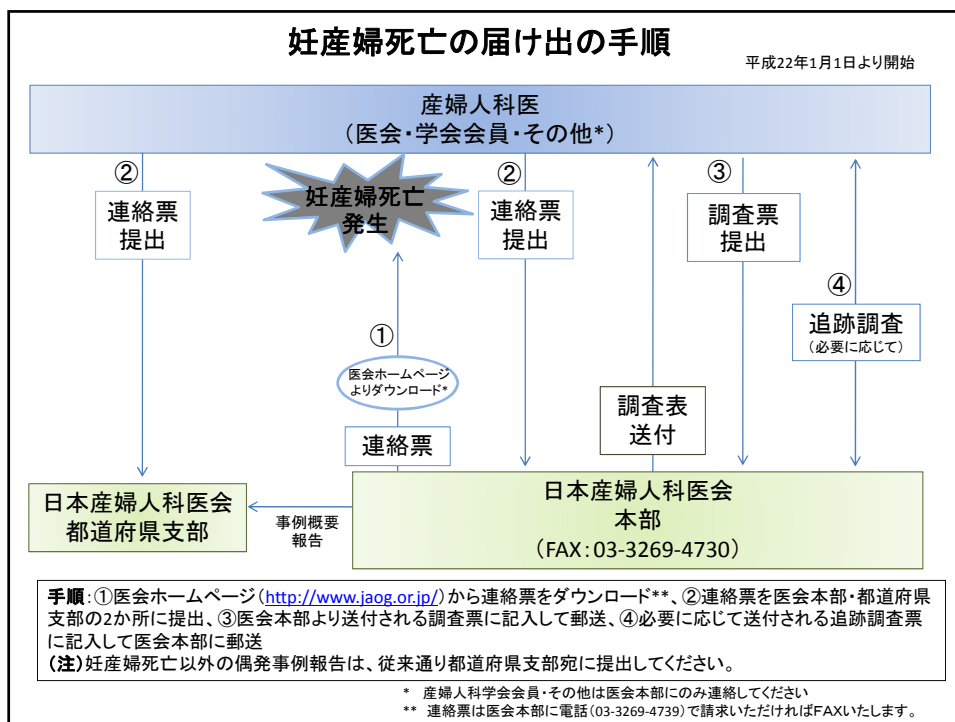 妊産婦死亡の届け出の手順
平成22年1月1日より開始
産婦人科医
（医会・学会会員・その他*）
②
連絡票
提出
妊産婦死亡
発生
②
連絡票
提出
③
調査票
提出
④
追跡調査
（必要に応じて）
①
医会ホームページ
よりダウンロード*
連絡票
調査表
送付
日本産婦人科医会
都道府県支部
事例概要
報告
日本産婦人科医会
本部
（FAX：03-3269-4730）
手順：①医会ホームページ（http://www.jaog.or.jp/）から連絡票をダウンロード**、②連絡票を医会本部・都道府県
支部の2か所に提出、③医会本部より送付される調査票に記入して郵送、④必要に応じて送付される追跡調査票
に記入して医会本部に郵送
（注）妊産婦死亡以外の偶発事例報告は、従来通り都道府県支部宛に提出してください。
* 産婦人科学会会員・その他は医会本部にのみ連絡してください
** 連絡票は医会本部に電話（03-3269-4739）で請求いただければFAXいたします。